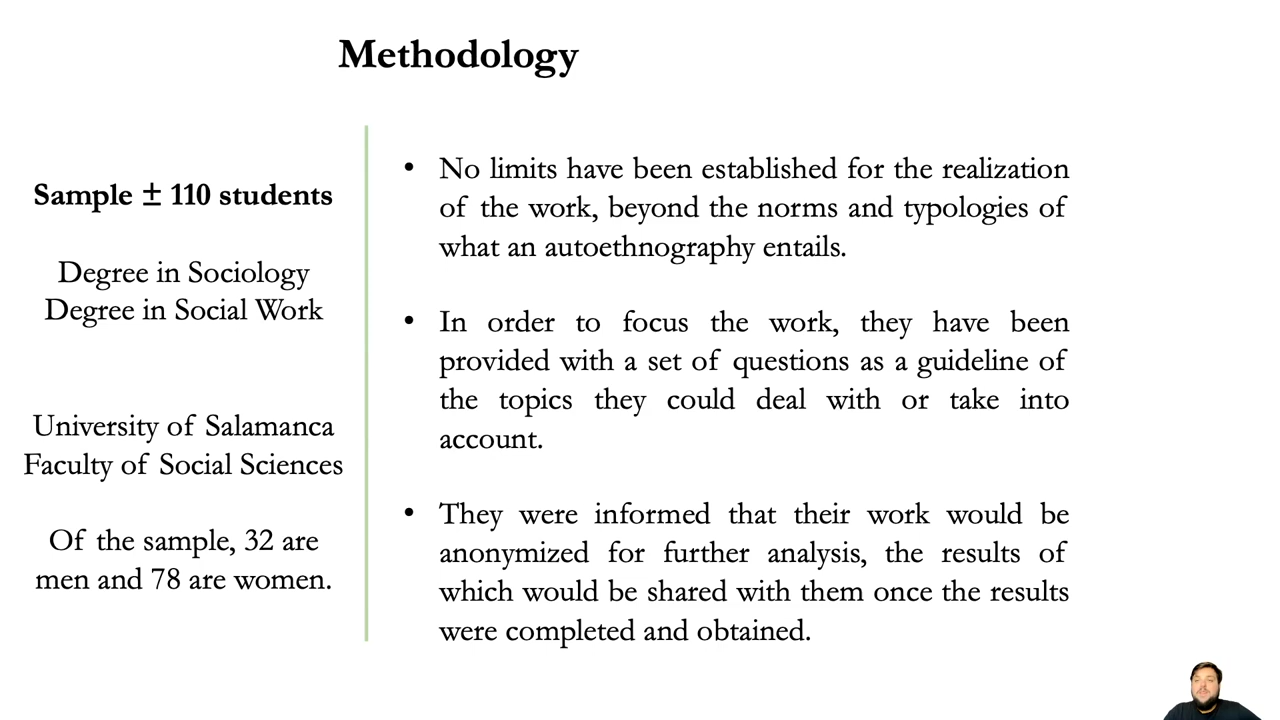 Methodology
Sample ± 110 students
Degree in Sociology
Degree in Social Work
University of Salamanca
Faculty of Social Sciences
Of the sample, 32 are
men and 78 are women.
• No limits have been established for the realization
of the work, beyond the norms and typologies of
what an autoethnography entails.
• In order to focus the work, they have been
provided with a set of questions as a guideline of
the topics they could deal with or take into
account.
• They were informed that their work would be
anonymized for further analysis, the results of
which would be shared with them once the results
were completed and obtained.